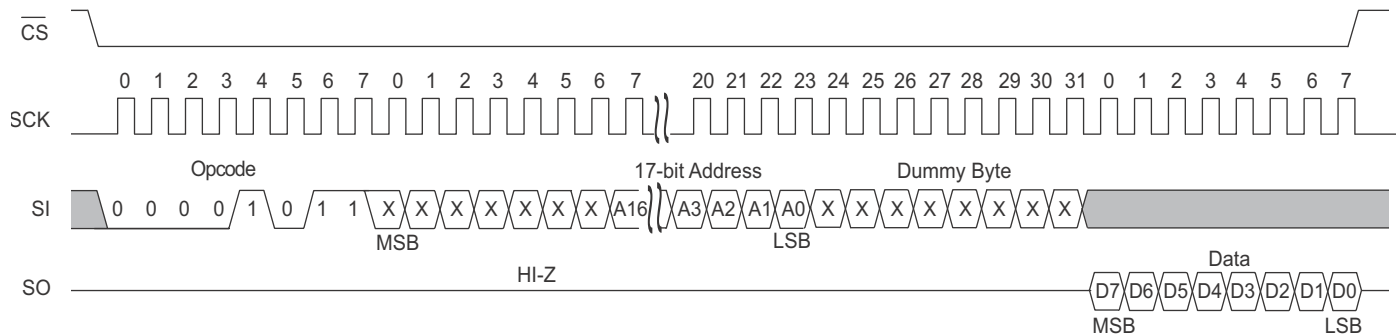 CS
0 1 2 3 4 5 6 7 0 1 2 3 4 5 6 7 20 21 22 23 24 25 26 27 28 29 30 31 0 1 2 3 4 5 6 7
SCK
Opcode 17-bit Address Dummy Byte
SI 0 0 0 0 1 0 1 1 X X X X X X X A16 A3 A2 A1 A0 X X X X X X X X
MSB LSB
HI-Z Data
SO D7 D6 D5 D4 D3 D2 D1 D0
MSB LSB